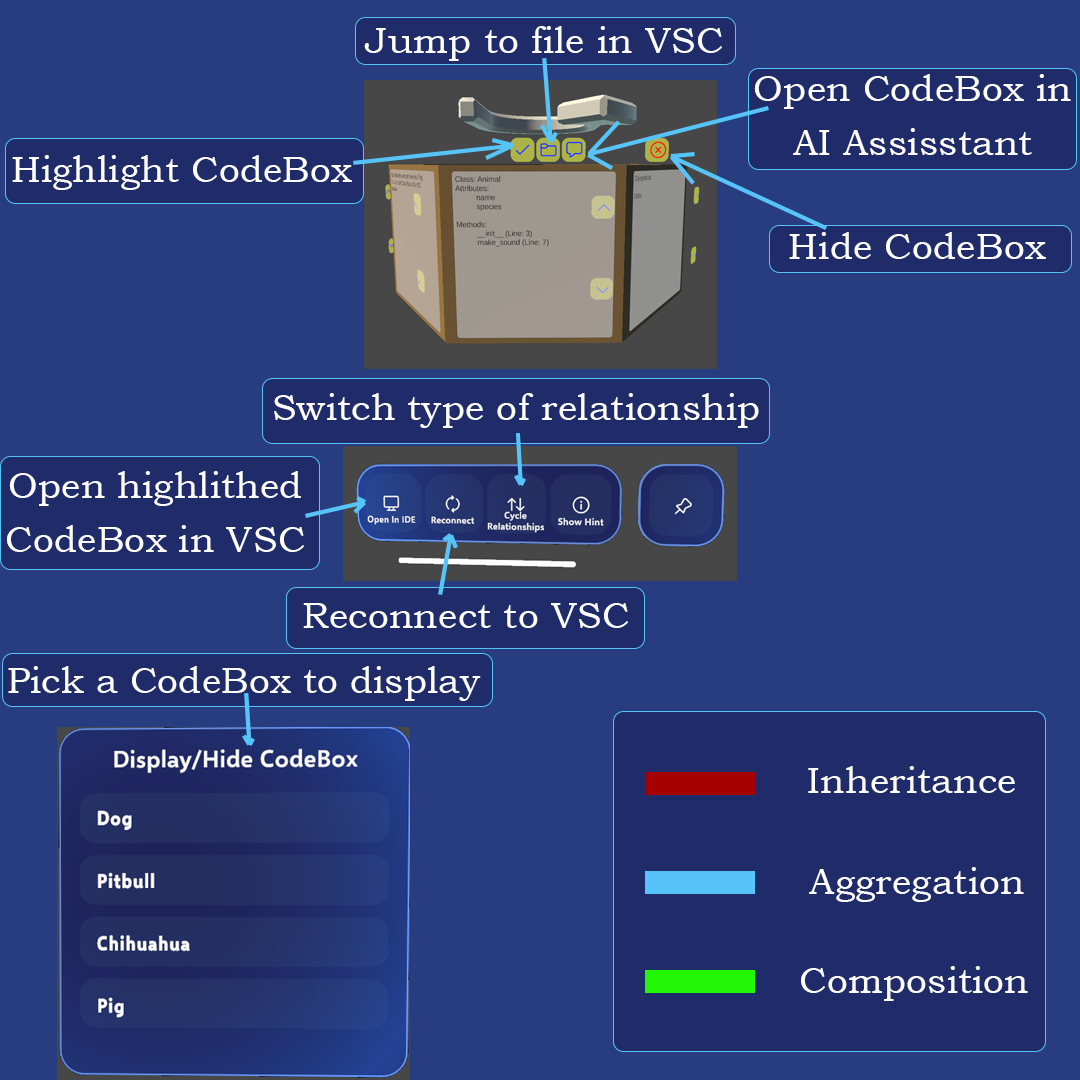 Jump to file in VSC
Open CodeBox in
AI Assisstant
Highlight CodeBox
Hide CodeBox
Class: Animal
Attributes:
name
species
Methods:
__init__ (Line: 3)
make_sound (Line: 7)
Switch type of relationship
Open highlithed
CodeBox in VSC
Open In IDE
Reconnect
Cycle
Relationships
Show Hint
Reconnect to VSC
Pick a CodeBox to display
Display/Hide CodeBox
Dog
Pitbull
Chihuahua
Pig
Inheritance
Aggregation
Composition